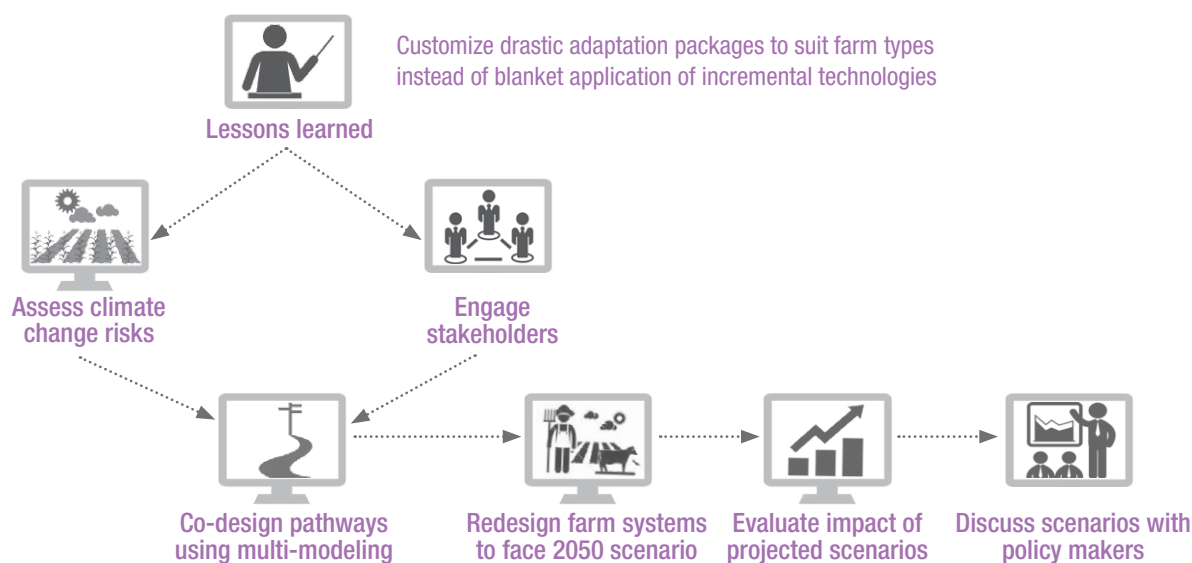 Customize drastic adaptation packages to suit farm types
instead of blanket application of incremental technologies
Lessons learned
Assess climate
change risks
Engage
stakeholders
Co-design pathways
using multi-modeling
Redesign farm systems
to face 2050 scenario
Evaluate impact of
projected scenarios
Discuss scenarios with
policy makers